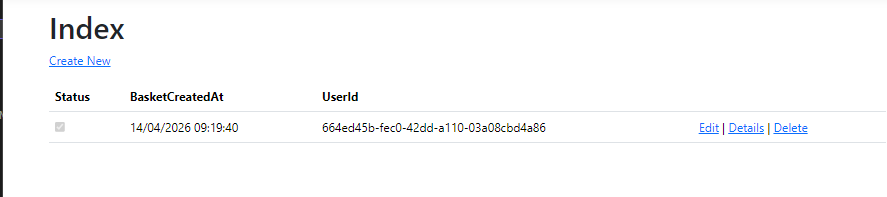 Index
Create New
Status BasketCreatedAt UserId
14/04/2026 09:19:40 664ed45b-fec0-42dd-a110-03a08cbd4a86 Edit | Details | Delete